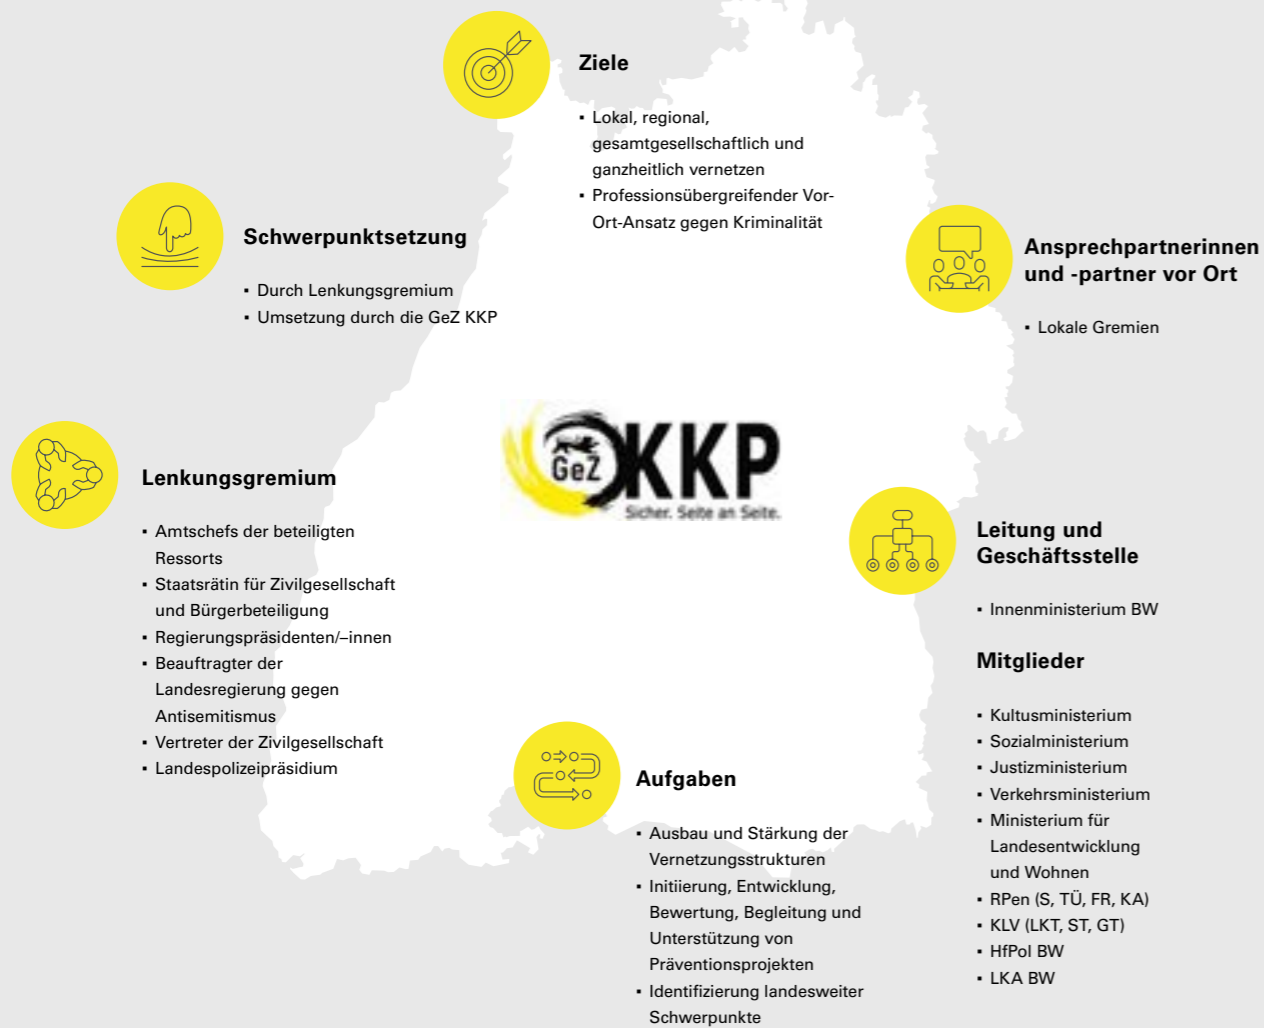 Ziele
▪ Lokal, regional,
gesamtgesellschaftlich und
ganzheitlich vernetzen
▪ Professionsübergreifender Vor-
Ort-Ansatz gegen Kriminalität
Schwerpunktsetzung
▪ Durch Lenkungsgremium
▪ Umsetzung durch die GeZ KKP
Ansprechpartnerinnen
und -partner vor Ort
▪ Lokale Gremien
GeZ KKP
Sicher. Seite an Seite.
Lenkungsgremium
▪ Amtschefs der beteiligten
Ressorts
▪ Staatsrätin für Zivilgesellschaft
und Bürgerbeteiligung
▪ Regierungspräsidenten/–innen
▪ Beauftragter der
Landesregierung gegen
Antisemitismus
▪ Vertreter der Zivilgesellschaft
▪ Landespolizeipräsidium
Leitung und
Geschäftsstelle
▪ Innenministerium BW
Mitglieder
▪ Kultusministerium
▪ Sozialministerium
▪ Justizministerium
▪ Verkehrsministerium
▪ Ministerium für
Landesentwicklung
und Wohnen
▪ RPen (S, TÜ, FR, KA)
▪ KLV (LKT, ST, GT)
▪ HfPol BW
▪ LKA BW
Aufgaben
▪ Ausbau und Stärkung der
Vernetzungsstrukturen
▪ Initiierung, Entwicklung,
Bewertung, Begleitung und
Unterstützung von
Präventionsprojekten
▪ Identifizierung landesweiter
Schwerpunkte